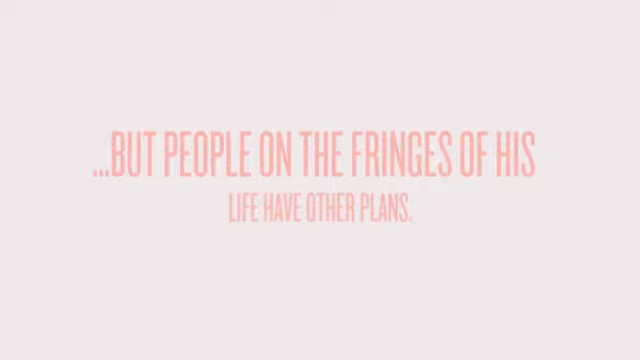 ...BUT PEOPLE ON THE FRINGES OF HIS
LIFE HAVE OTHER PLANS.